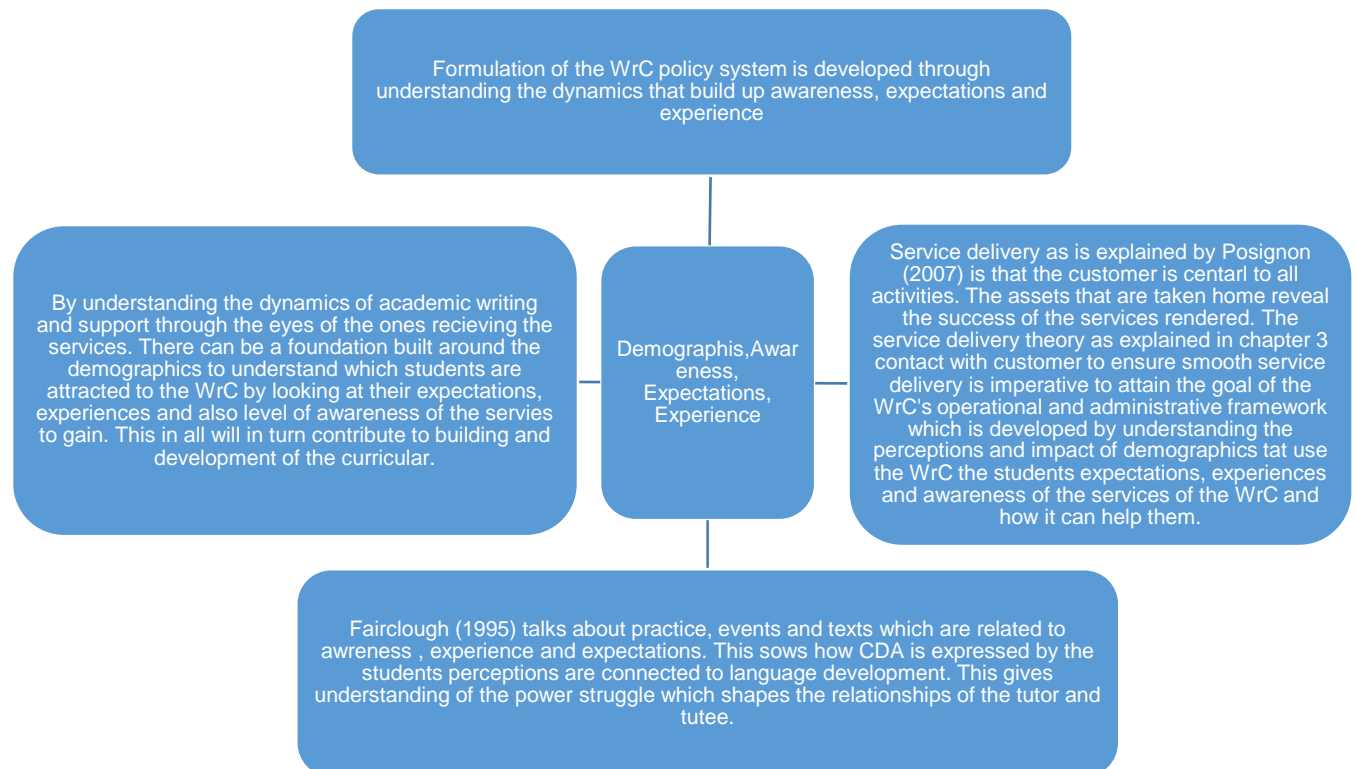 Formulation of the WrC policy system is developed through
understanding the dynamics that build up awareness, expectations and
experience
By understanding the dynamics of academic writing
and support through the eyes of the ones recieving the
services. There can be a foundation built around the
demographics to understand which students are
attracted to the WrC by looking at their expectations,
experiences and also level of awareness of the servies
to gain. This in all will in turn contribute to building and
development of the curricular.
Demographis,Awar
eness,
Expectations,
Experience
Service delivery as is explained by Posignon
(2007) is that the customer is centarl to all
activities. The assets that are taken home reveal
the success of the services rendered. The
service delivery theory as explained in chapter 3
contact with customer to ensure smooth service
delivery is imperative to attain the goal of the
WrC's operational and administrative framework
which is developed by understanding the
perceptions and impact of demographics tat use
the WrC the students expectations, experiences
and awareness of the services of the WrC and
how it can help them.
Fairclough (1995) talks about practice, events and texts which are related to
awreness , experience and expectations. This sows how CDA is expressed by the
students perceptions are connected to language development. This gives
understanding of the power struggle which shapes the relationships of the tutor and
tutee.